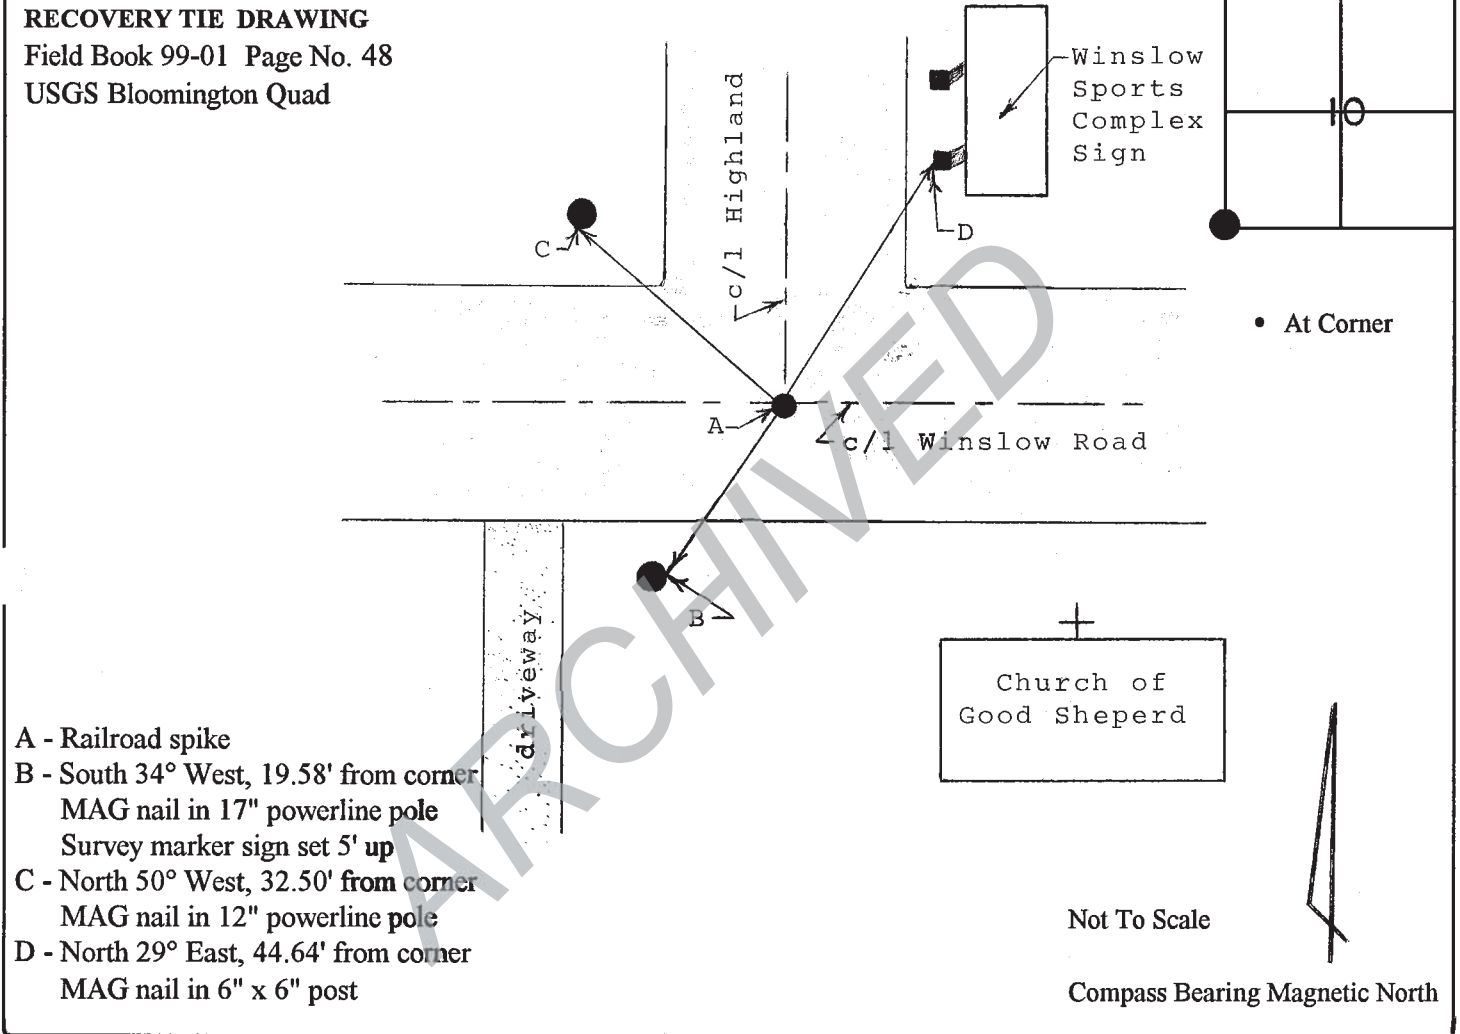 RECOVERY TIE DRAWING
Field Book 99-01 Page No. 48
USGS Bloomington Quad
c/l Highland
Winslow
Sports
Complex
Sign
10
C
D
• At Corner
A
c/l Winslow Road
B
driveway
Church of
Good Sheperd
ARCHIVED
A - Railroad spike
B - South 34° West, 19.58' from corner
MAG nail in 17" powerline pole
Survey marker sign set 5' up
C - North 50° West, 32.50' from corner
MAG nail in 12" powerline pole
D - North 29° East, 44.64' from corner
MAG nail in 6" x 6" post
Not To Scale
Compass Bearing Magnetic North